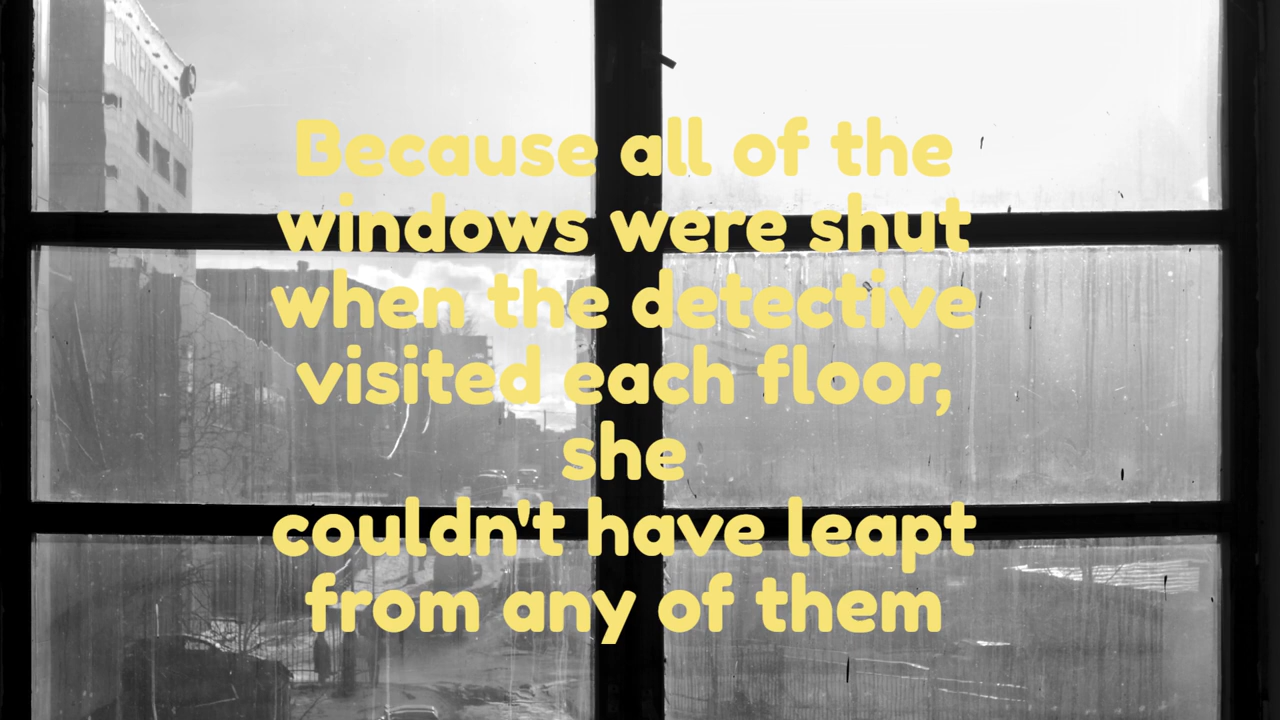 Because all of the
windows were shut
when the detective
visited each floor,
she
couldn't have leapt
from any of them